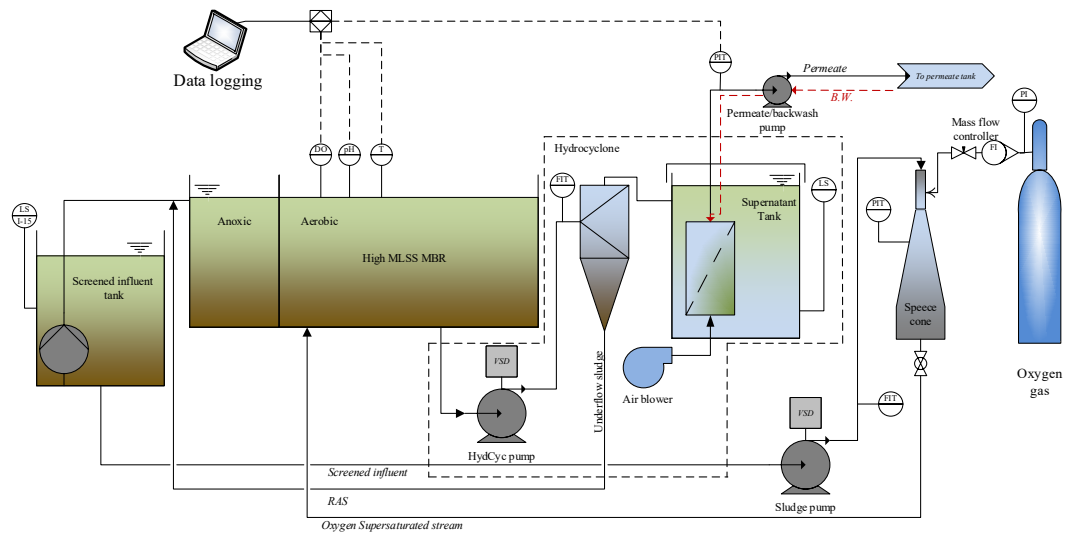 Data logging
PIT
Permeate
To permeate tank
B.W.
Permeate/backwash
pump
PI
Mass flow
controller
FI
DO
pH
T
Hydrocyclone
LS
I-15
FIT
LS
Supernatant
Tank
PIT
Anoxic
Aerobic
High MLSS MBR
Screened influent
tank
Speece
cone
Oxygen
gas
VSD
Underflow sludge
Air blower
VSD
FIT
HydCyc pump
Screened influent
RAS
Sludge pump
Oxygen Supersaturated stream